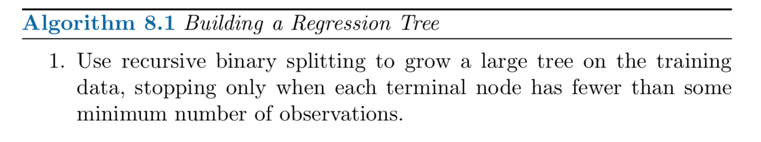 Algorithm 8.1 Building a Regression Tree
1. Use recursive binary splitting to grow a large tree on the training
data, stopping only when each terminal node has fewer than some
minimum number of observations.